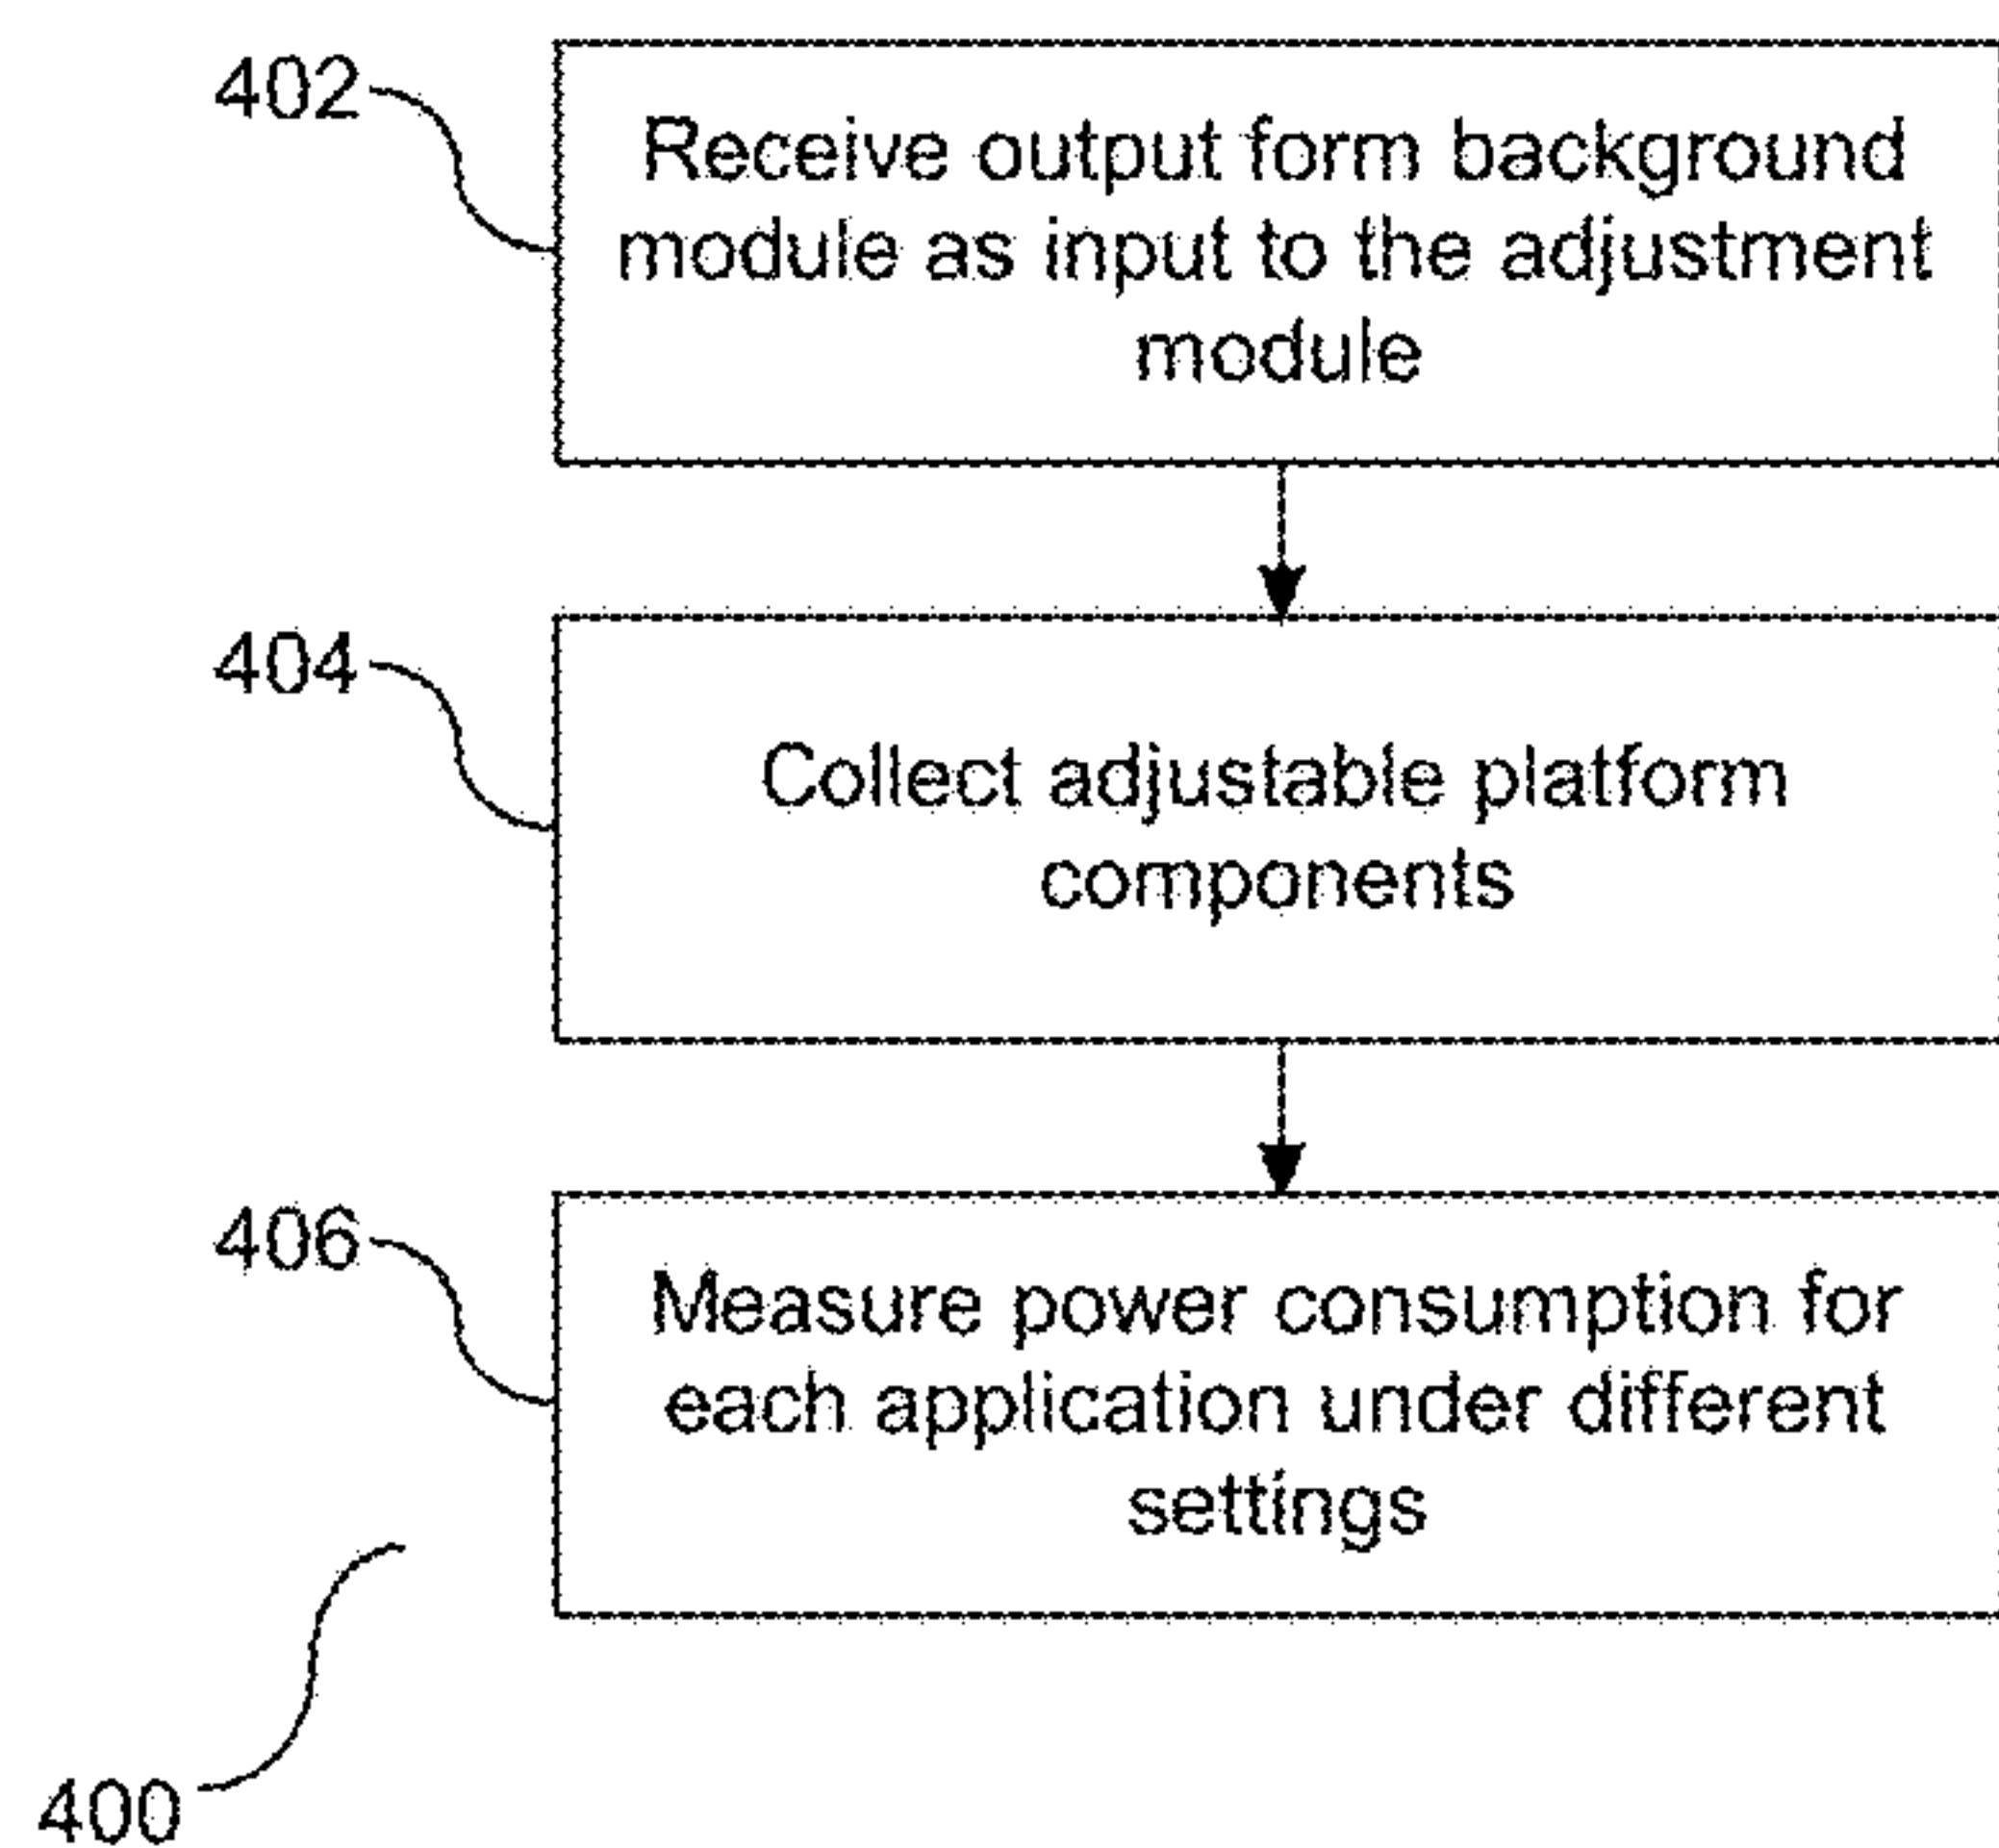 402
Receive output form background
module as input to the adjustment
module
404
Collect adjustable platform
components
406
Measure power consumption for
each application under different
settings
400